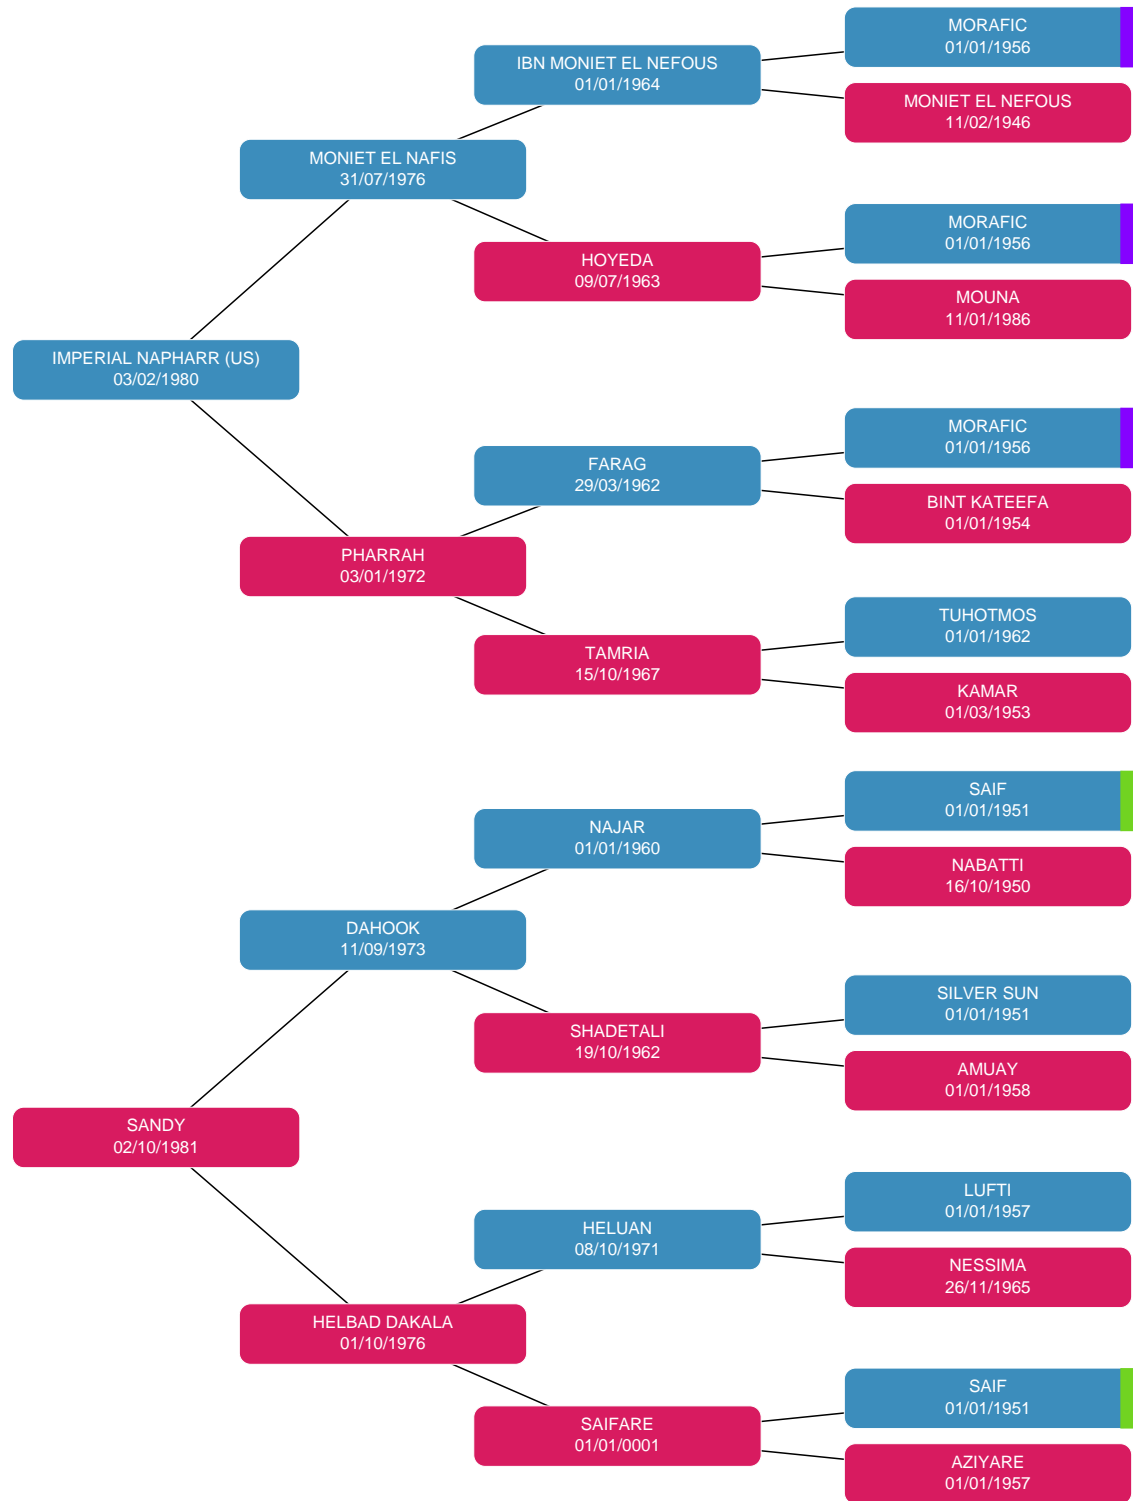 MORAFIC
01/01/1956
IBN MONIET EL NEFOUS
01/01/1964
MONIET EL NEFOUS
11/02/1946
MONIET EL NAFIS
31/07/1976
MORAFIC
01/01/1956
HOYEDA
09/07/1963
MOUNA
11/01/1986
IMPERIAL NAPHARR (US)
03/02/1980
MORAFIC
01/01/1956
FARAG
29/03/1962
BINT KATEEFA
01/01/1954
PHARRAH
03/01/1972
TUHOTMOS
01/01/1962
TAMRIA
15/10/1967
KAMAR
01/03/1953
SAIF
01/01/1951
NAJAR
01/01/1960
NABATTI
16/10/1950
DAHOOK
11/09/1973
SILVER SUN
01/01/1951
SHADETALI
19/10/1962
AMUAY
01/01/1958
SANDY
02/10/1981
LUFTI
01/01/1957
HELUAN
08/10/1971
NESSIMA
26/11/1965
HELBAD DAKALA
01/10/1976
SAIF
01/01/1951
SAIFARE
01/01/0001
AZIYARE
01/01/1957